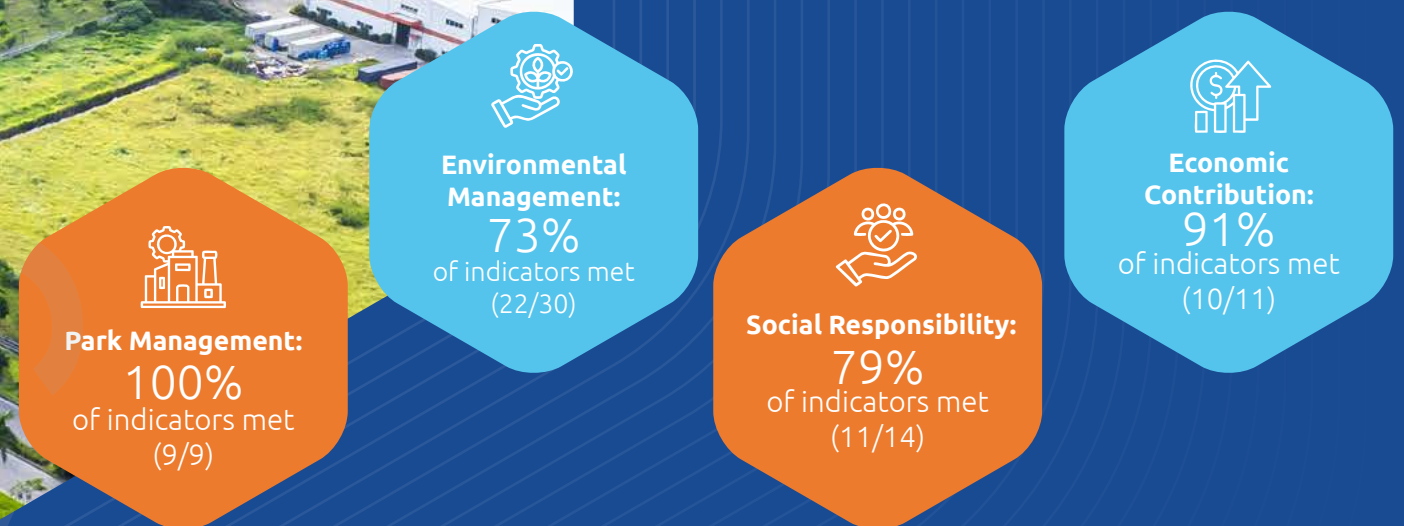 Park Management:
100%
of indicators met
(9/9)
Environmental
Management:
73%
of indicators met
(22/30)
Social Responsibility:
79%
of indicators met
(11/14)
Economic
Contribution:
91%
of indicators met
(10/11)